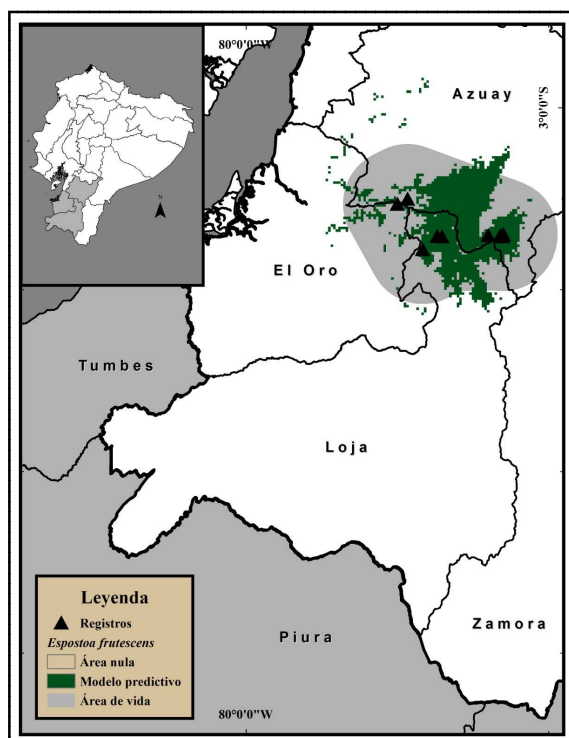 80°0'0"W
Azuay
3°0'0"S
N
El Oro
Tumbes
Loja
Leyenda
Registros
Espostoa frutescens
Área nula
Modelo predictivo
Área de vida
Piura
Zamora
80°0'0"W